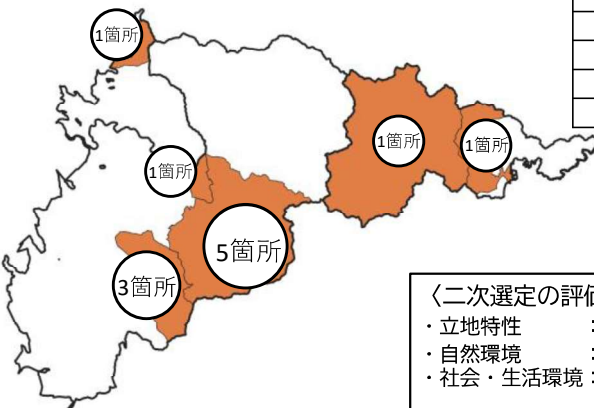 1箇所
1箇所
1箇所
1箇所
5箇所
3箇所
〈二次選定の評価
・立地特性 :
・自然環境 :
・社会・生活環境: